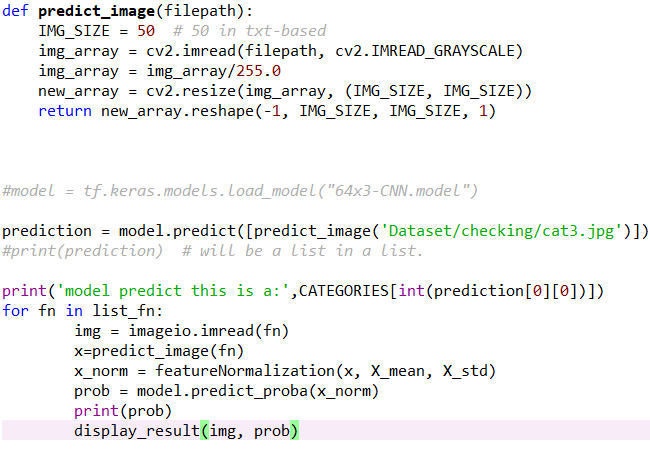 def predict_image(filepath):
    IMG_SIZE = 50  # 50 in txt-based
    img_array = cv2.imread(filepath, cv2.IMREAD_GRAYSCALE)
    img_array = img_array/255.0
    new_array = cv2.resize(img_array, (IMG_SIZE, IMG_SIZE))
    return new_array.reshape(-1, IMG_SIZE, IMG_SIZE, 1)
#model = tf.keras.models.load_model("64x3-CNN.model")
prediction = model.predict([predict_image('Dataset/checking/cat3.jpg')])
#print(prediction)  # will be a list in a list.
print('model predict this is a:',CATEGORIES[int(prediction[0][0])])
for fn in list_fn:
        img = imageio.imread(fn)
        x=predict_image(fn)
        x_norm = featureNormalization(x, X_mean, X_std)
        prob = model.predict_proba(x_norm)
        print(prob)
        display_result(img, prob)